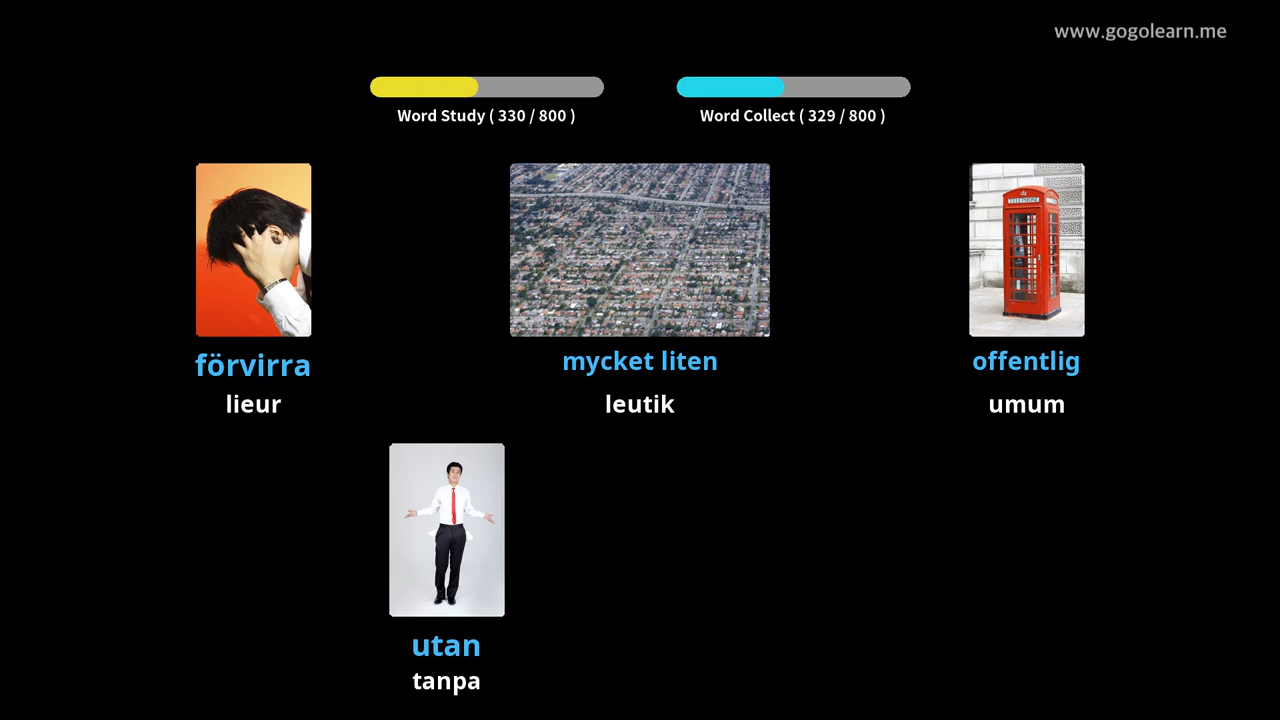 www.gogolearn.me
Word Study ( 330 / 800 )
Word Collect ( 329 / 800 )
TELEPHONE
förvirra
mycket liten
offentlig
lieur
leutik
umum
utan
tanpa